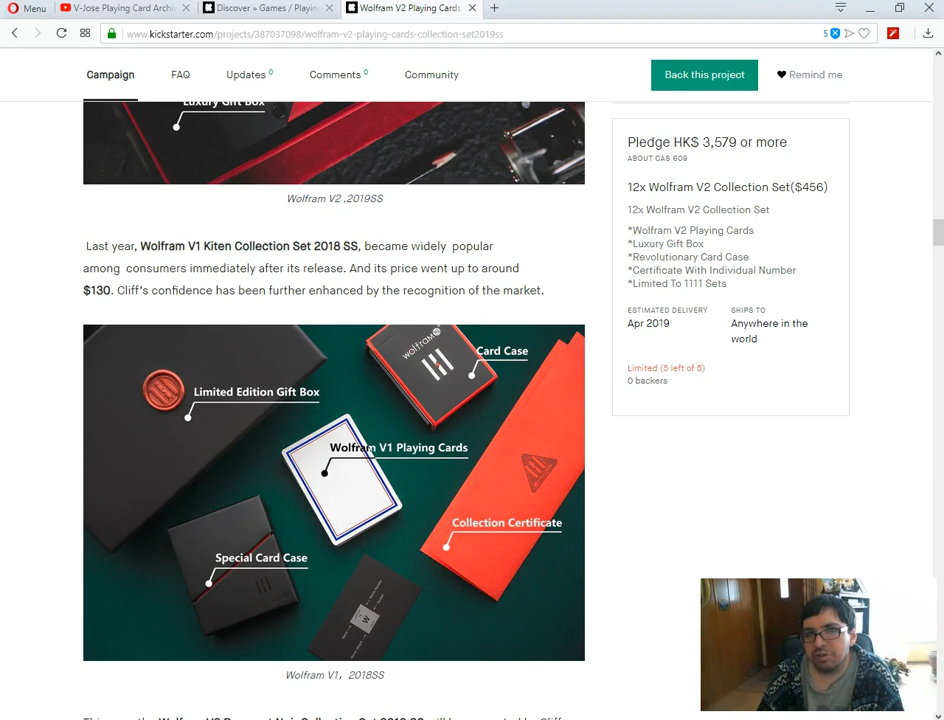 Menu
V-Jose Playing Card Archi
Discover » Games / Playin
Wolfram V2 Playing Cards
www.kickstarter.com/projects/387037098/wolfram-v2-playing-cards-collection-set2019ss
5
Campaign
FAQ
Updates 0
Comments 0
Community
Back this project
Remind me
Luxury Gift Box
Wolfram V2 ,2019SS
Last year, Wolfram V1 Kiten Collection Set 2018 SS, became widely popular
among consumers immediately after its release. And its price went up to around
$130. Cliff's confidence has been further enhanced by the recognition of the market.
wolfram
Card Case
Limited Edition Gift Box
Wolfram V1 Playing Cards
Collection Certificate
Special Card Case
W
Wolfram V1, 2018SS
Pledge HK$ 3,579 or more
ABOUT CA$ 609
12x Wolfram V2 Collection Set($456)
12x Wolfram V2 Collection Set
*Wolfram V2 Playing Cards
*Luxury Gift Box
*Revolutionary Card Case
*Certificate With Individual Number
*Limited To 1111 Sets
ESTIMATED DELIVERY
Apr 2019
SHIPS TO
Anywhere in the
world
Limited (5 left of 5)
0 backers